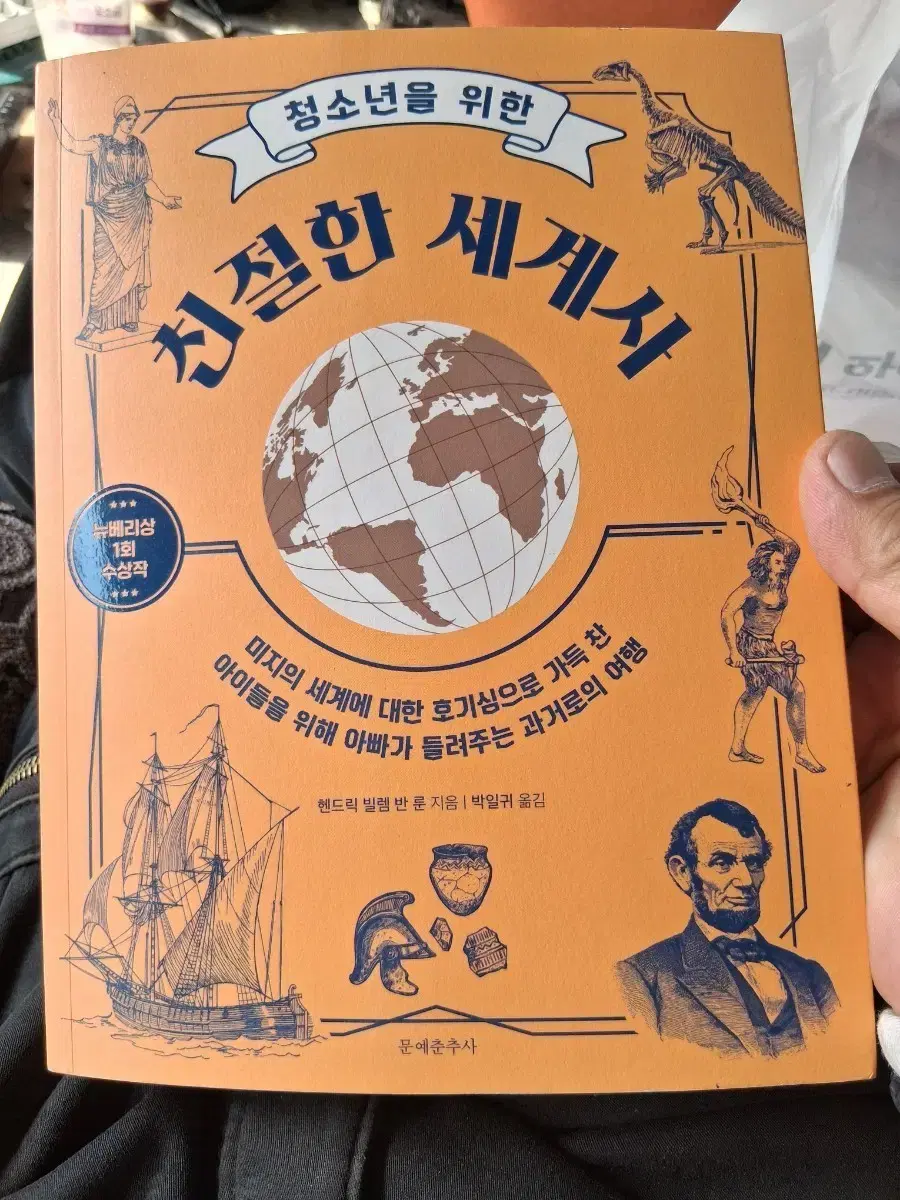 청소년을 위한
친절한 세계사
뉴베리상
1회
수상작
미지의 세계에 대한 호기심으로 가득 찬
아이들을 위해 아빠가 들려주는 과거로의 여행
헨드릭 빌렘 반 룬 지음 | 박일귀 옮김
문예춘추사